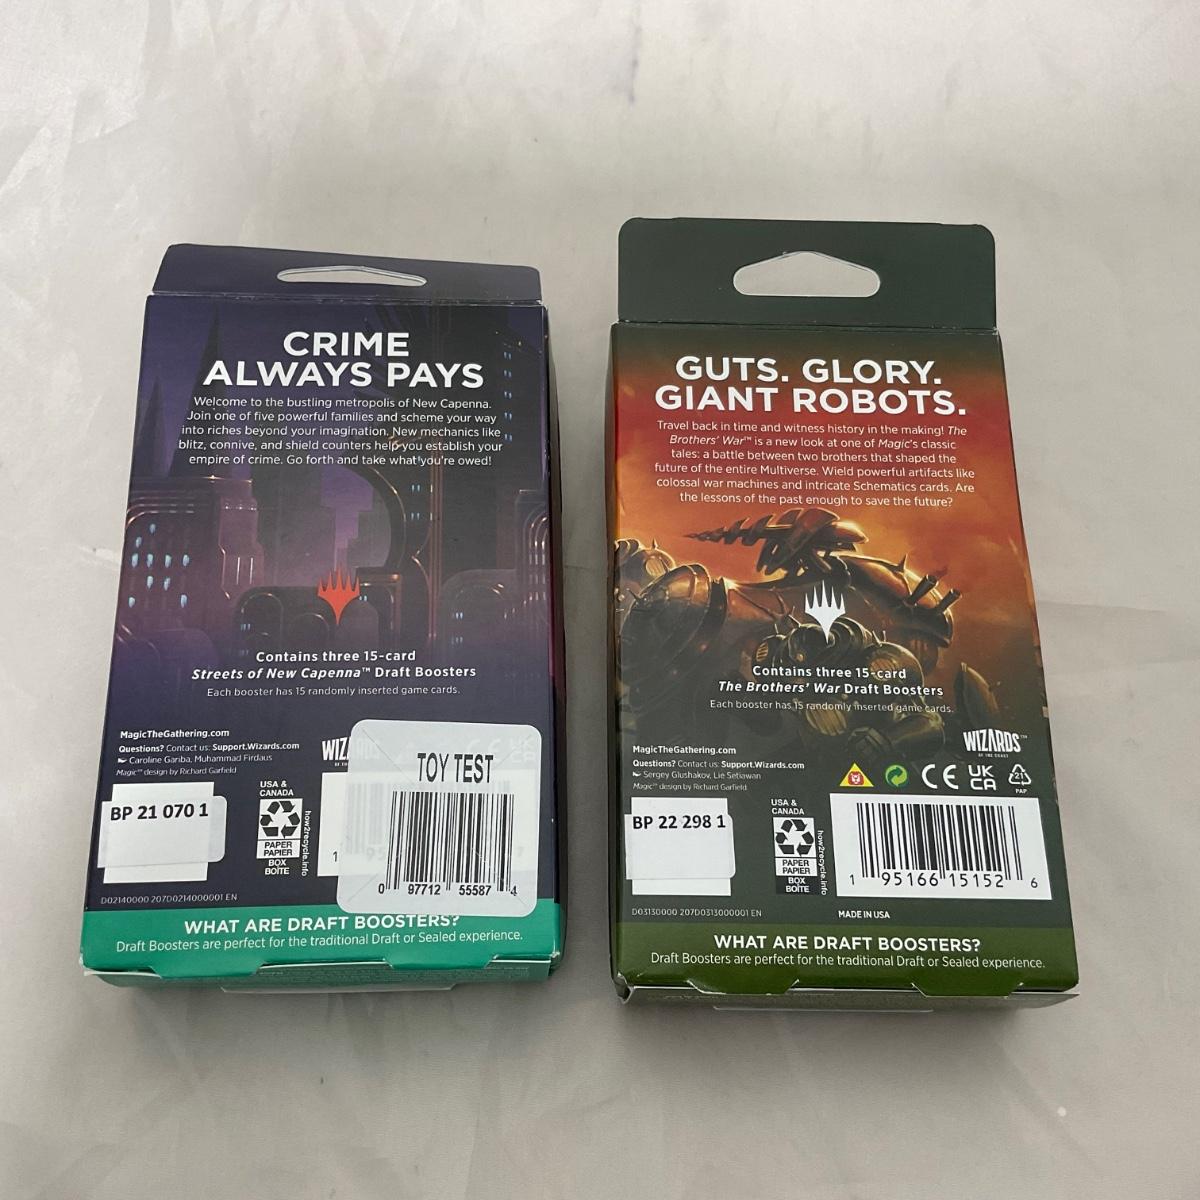 CRIME
ALWAYS PAYS
Welcome to the bustling metropolis of New Capenna.
Join one of five powerful families and scheme your way
into riches beyond your imagination. New mechanics like
blitz, connive, and shield counters help you establish your
empire of crime. Go forth and take what you're owed!
Contains three 15-card
Streets of New Capenna™ Draft Boosters
Each booster has 15 randomly inserted game cards.
MagicTheGathering.com
Questions? Contact us: Support.Wizards.com
Caroline Gariba, Muhammad Firdaus
Magic™ design by Richard Garfield
WIZ
TOY TEST
0 97712 55587 4
BP 21 070 1
USA &
CANADA
how2recycle.info
PAPER
PAPIER
BOX
BOÎTE
1
D02140000 207D0214000001 EN
WHAT ARE DRAFT BOOSTERS?
Draft Boosters are perfect for the traditional Draft or Sealed experience.
GUTS. GLORY.
GIANT ROBOTS.
Travel back in time and witness history in the making! The
Brothers' War™ is a new look at one of Magic's classic
tales: a battle between two brothers that shaped the
future of the entire Multiverse. Wield powerful artifacts like
colossal war machines and intricate Schematics cards. Are
the lessons of the past enough to save the future?
Contains three 15-card
The Brothers' War Draft Boosters
Each booster has 15 randomly inserted game cards.
MagicTheGathering.com
Questions? Contact us: Support.Wizards.com
Sergey Glushakov, Lie Setiawan
Magic™ design by Richard Garfield
WIZARDS™
OF THE COAST
CE
UK
CA
21
PAP
BP 22 298 1
USA &
CANADA
how2recycle.info
PAPER
PAPIER
BOX
BOÎTE
1 95166 15152 6
D03130000 207D0313000001 EN
MADE IN USA
WHAT ARE DRAFT BOOSTERS?
Draft Boosters are perfect for the traditional Draft or Sealed experience.